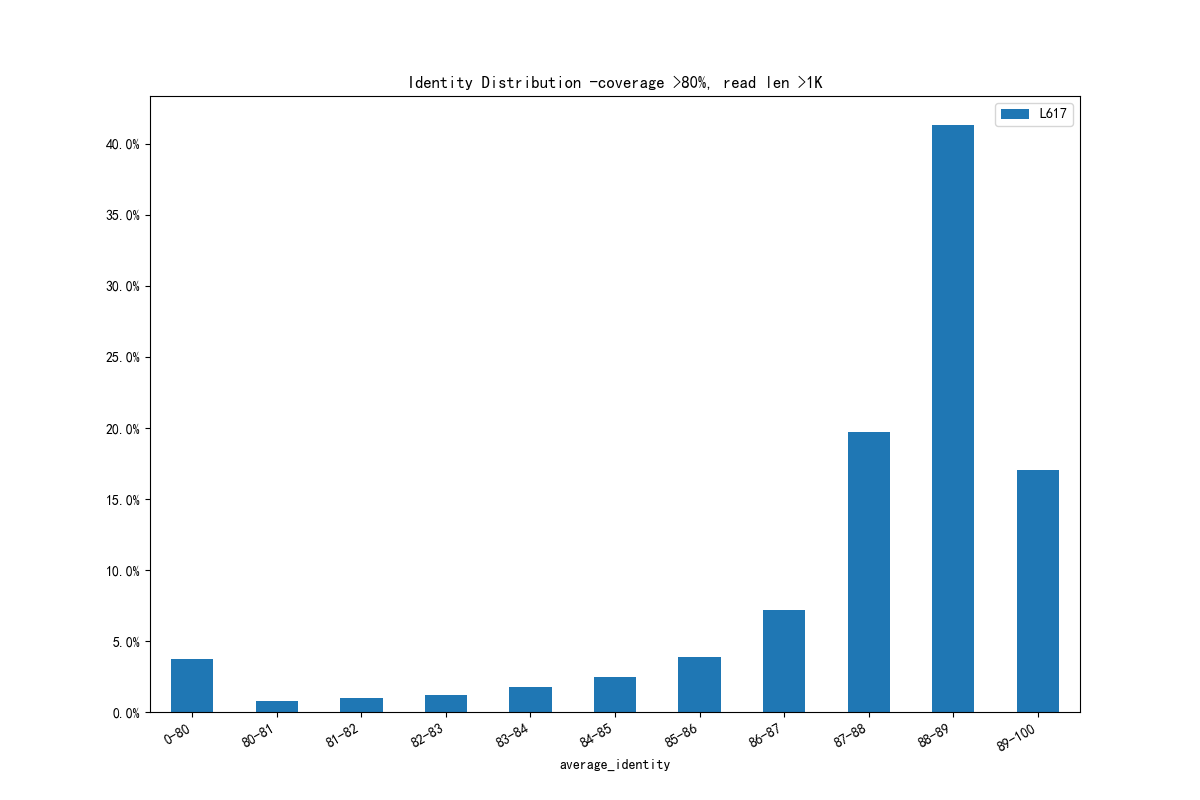 Identity Distribution -coverage >80%, read len >1K
L617
40.0%
35.0%
30.0%
25.0%
20.0%
15.0%
10.0%
5.0%
0.0%
0-80 80-81 81-82 82-83 83-84 84-85 85-86 86-87 87-88 88-89 89-100
average_identity